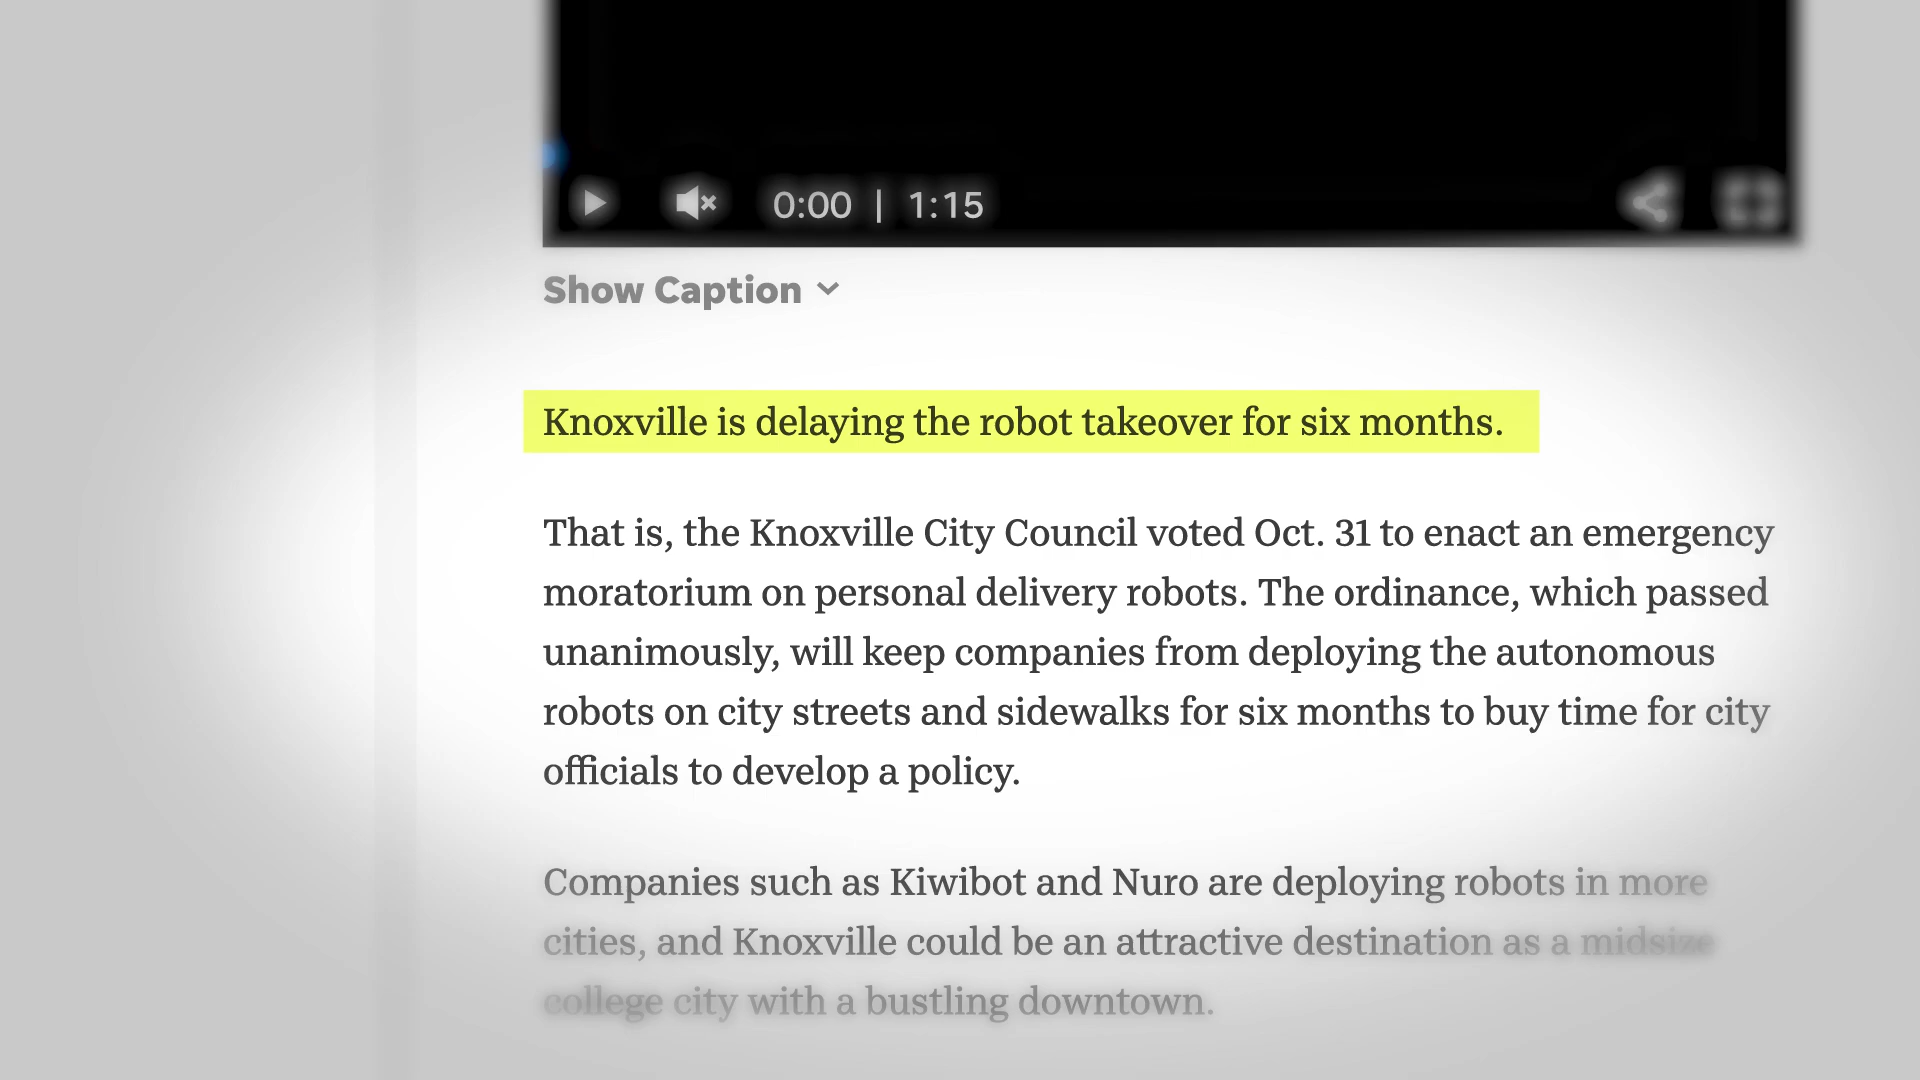 0:00 | 1:15
Show Caption
Knoxville is delaying the robot takeover for six months.
That is, the Knoxville City Council voted Oct. 31 to enact an emergency
moratorium on personal delivery robots. The ordinance, which passed
unanimously, will keep companies from deploying the autonomous
robots on city streets and sidewalks for six months to buy time for city
officials to develop a policy.
Companies such as Kiwibot and Nuro are deploying robots in more
cities, and Knoxville could be an attractive destination as a midsize
college city with a bustling downtown.